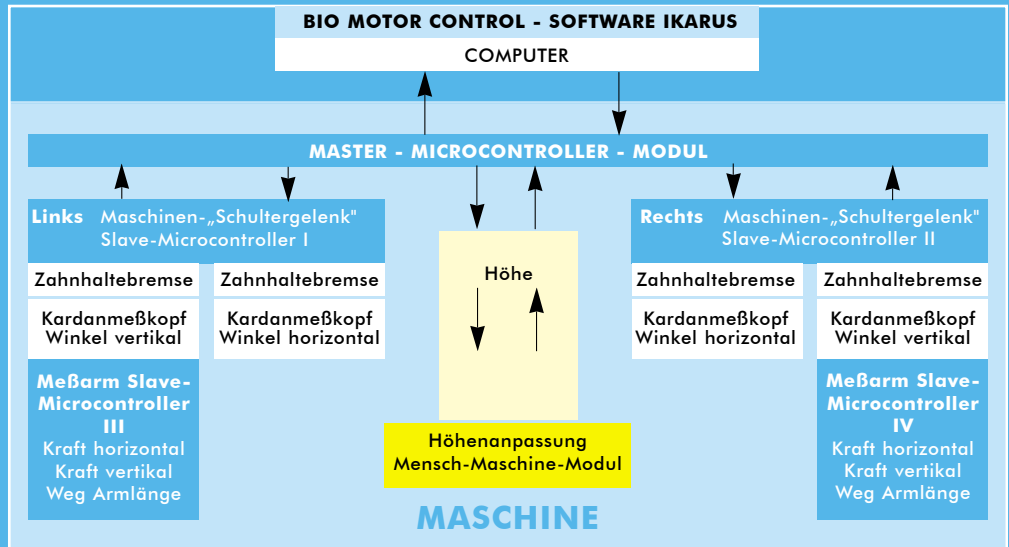 BIO MOTOR CONTROL - SOFTWARE IKARUS
COMPUTER
MASTER - MICROCONTROLLER - MODUL
Links Maschinen-„Schultergelenk"
Slave-Microcontroller I
Zahnhaltebremse
Zahnhaltebremse
Kardanmeßkopf
Winkel vertikal
Kardanmeßkopf
Winkel horizontal
Meßarm Slave-
Microcontroller
III
Kraft horizontal
Kraft vertikal
Weg Armlänge
Höhe
Höhenanpassung
Mensch-Maschine-Modul
Rechts Maschinen-„Schultergelenk"
Slave-Microcontroller II
Zahnhaltebremse
Zahnhaltebremse
Kardanmeßkopf
Winkel horizontal
Kardanmeßkopf
Winkel vertikal
Meßarm Slave-
Microcontroller
IV
Kraft horizontal
Kraft vertikal
Weg Armlänge
MASCHINE